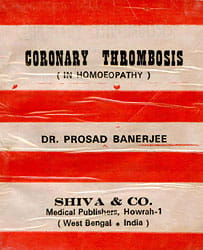 CORONARY THROMBOSIS
( IN HOMOEOPATHY )
DR. PROSAD BANERJEE
SHIVA & CO.
Medical Publishers, Howrah-1
( West Bengal • India )